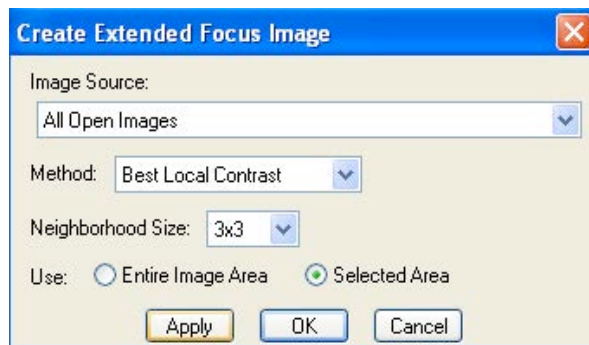 Create Extended Focus Image
Image Source:
All Open Images
Method: Best Local Contrast
Neighborhood Size: 3x3
Use: Entire Image Area Selected Area
Apply OK Cancel